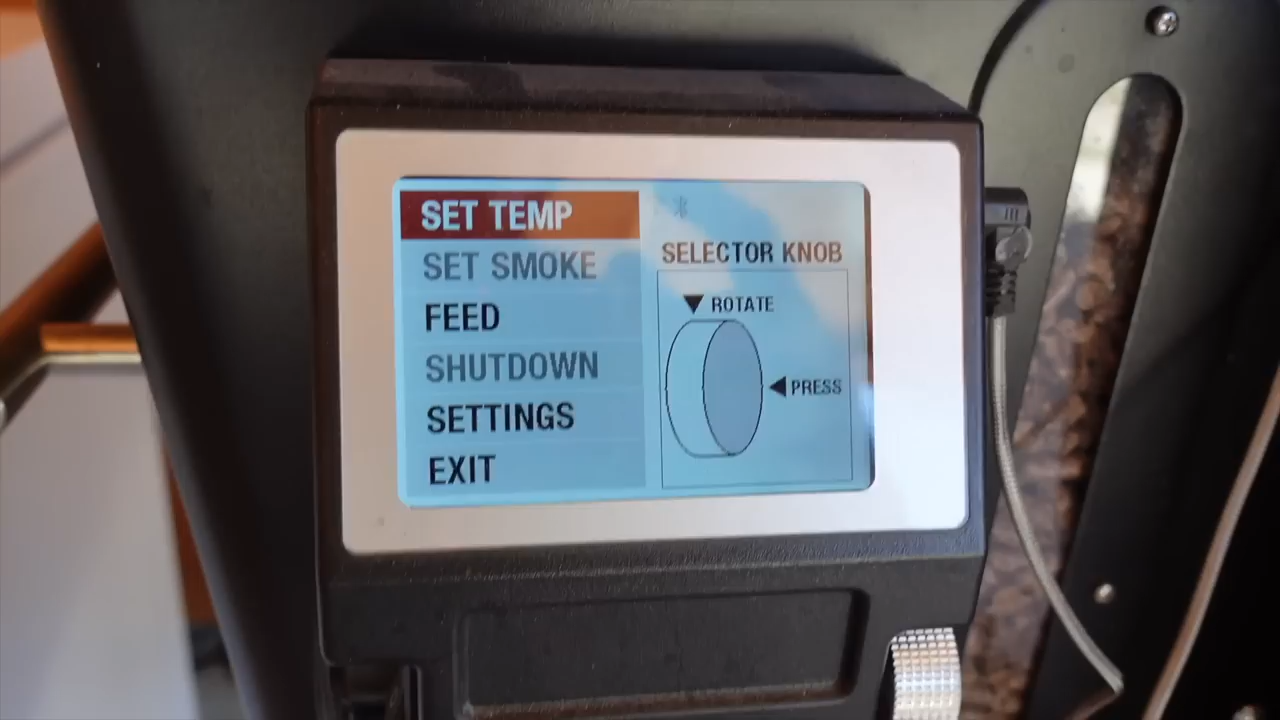 SET TEMP
SET SMOKE
FEED
SHUTDOWN
SETTINGS
EXIT
SELECTOR KNOB
ROTATE
PRESS